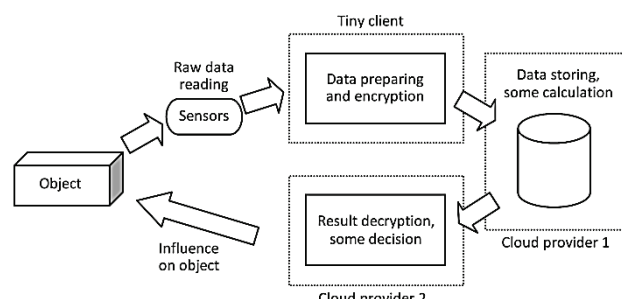 Tiny client
Raw data
reading
Sensors
Data preparing
and encryption
Data storing,
some calculation
Object
Influence
on object
Result decryption,
some decision
Cloud provider 1
Cloud provider 2